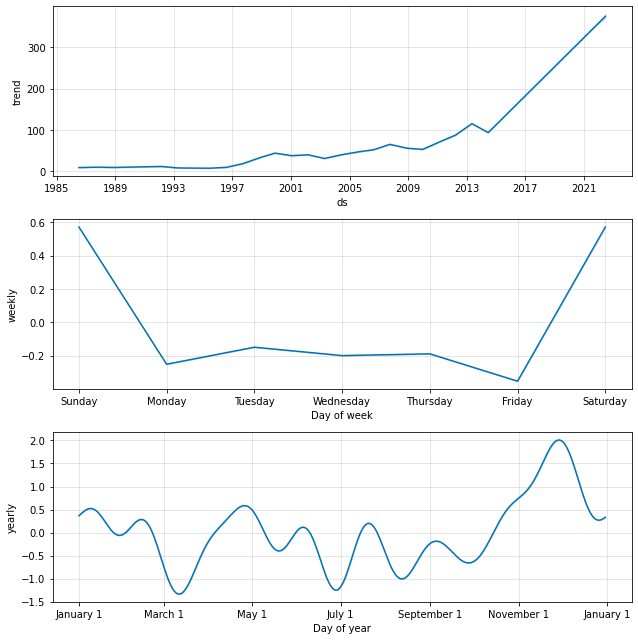 trend
300
200
100
0
1985 1989 1993 1997 2001 2005 2009 2013 2017 2021
ds
weekly
0.6
0.4
0.2
0.0
−0.2
Sunday Monday Tuesday Wednesday Thursday Friday Saturday
Day of week
yearly
2.0
1.5
1.0
0.5
0.0
−0.5
−1.0
−1.5
January 1 March 1 May 1 July 1 September 1 November 1 January 1
Day of year